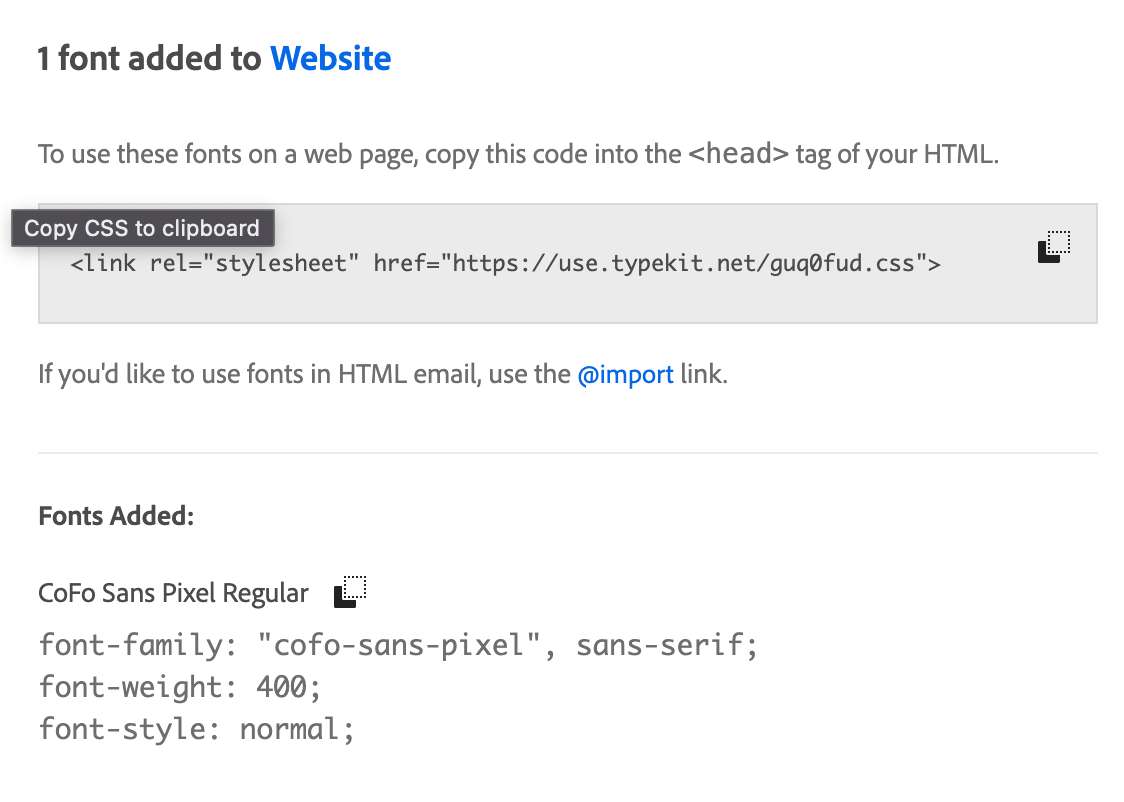 1 font added to Website
To use these fonts on a web page, copy this code into the <head> tag of your HTML.
Copy CSS to clipboard
<link rel="stylesheet" href="https://use.typekit.net/guq0fud.css">
If you'd like to use fonts in HTML email, use the @import link.
Fonts Added:
CoFo Sans Pixel Regular
font-family: "cofo-sans-pixel", sans-serif;
font-weight: 400;
font-style: normal;